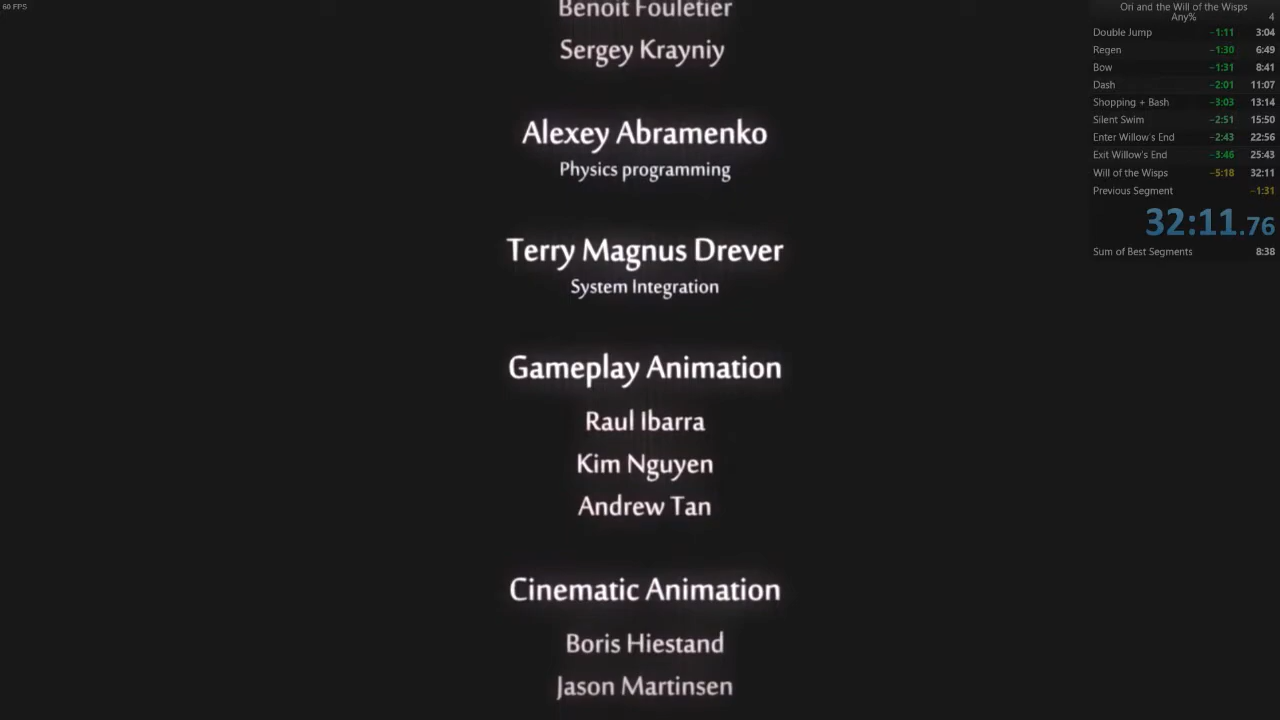 60 FPS
Benoit Fouletier
Sergey Krayniy
Alexey Abramenko
Physics programming
Terry Magnus Drever
System Integration
Gameplay Animation
Raul Ibarra
Kim Nguyen
Andrew Tan
Cinematic Animation
Boris Hiestand
Jason Martinsen
Ori and the Will of the Wisps
Any% 4
Double Jump −1:11 3:04
Regen −1:30 6:49
Bow −1:31 8:41
Dash −2:01 11:07
Shopping + Bash −3:03 13:14
Silent Swim −2:51 15:50
Enter Willow's End −2:43 22:56
Exit Willow's End −3:46 25:43
Will of the Wisps −5:18 32:11
Previous Segment −1:31
32:11.76
Sum of Best Segments 8:38